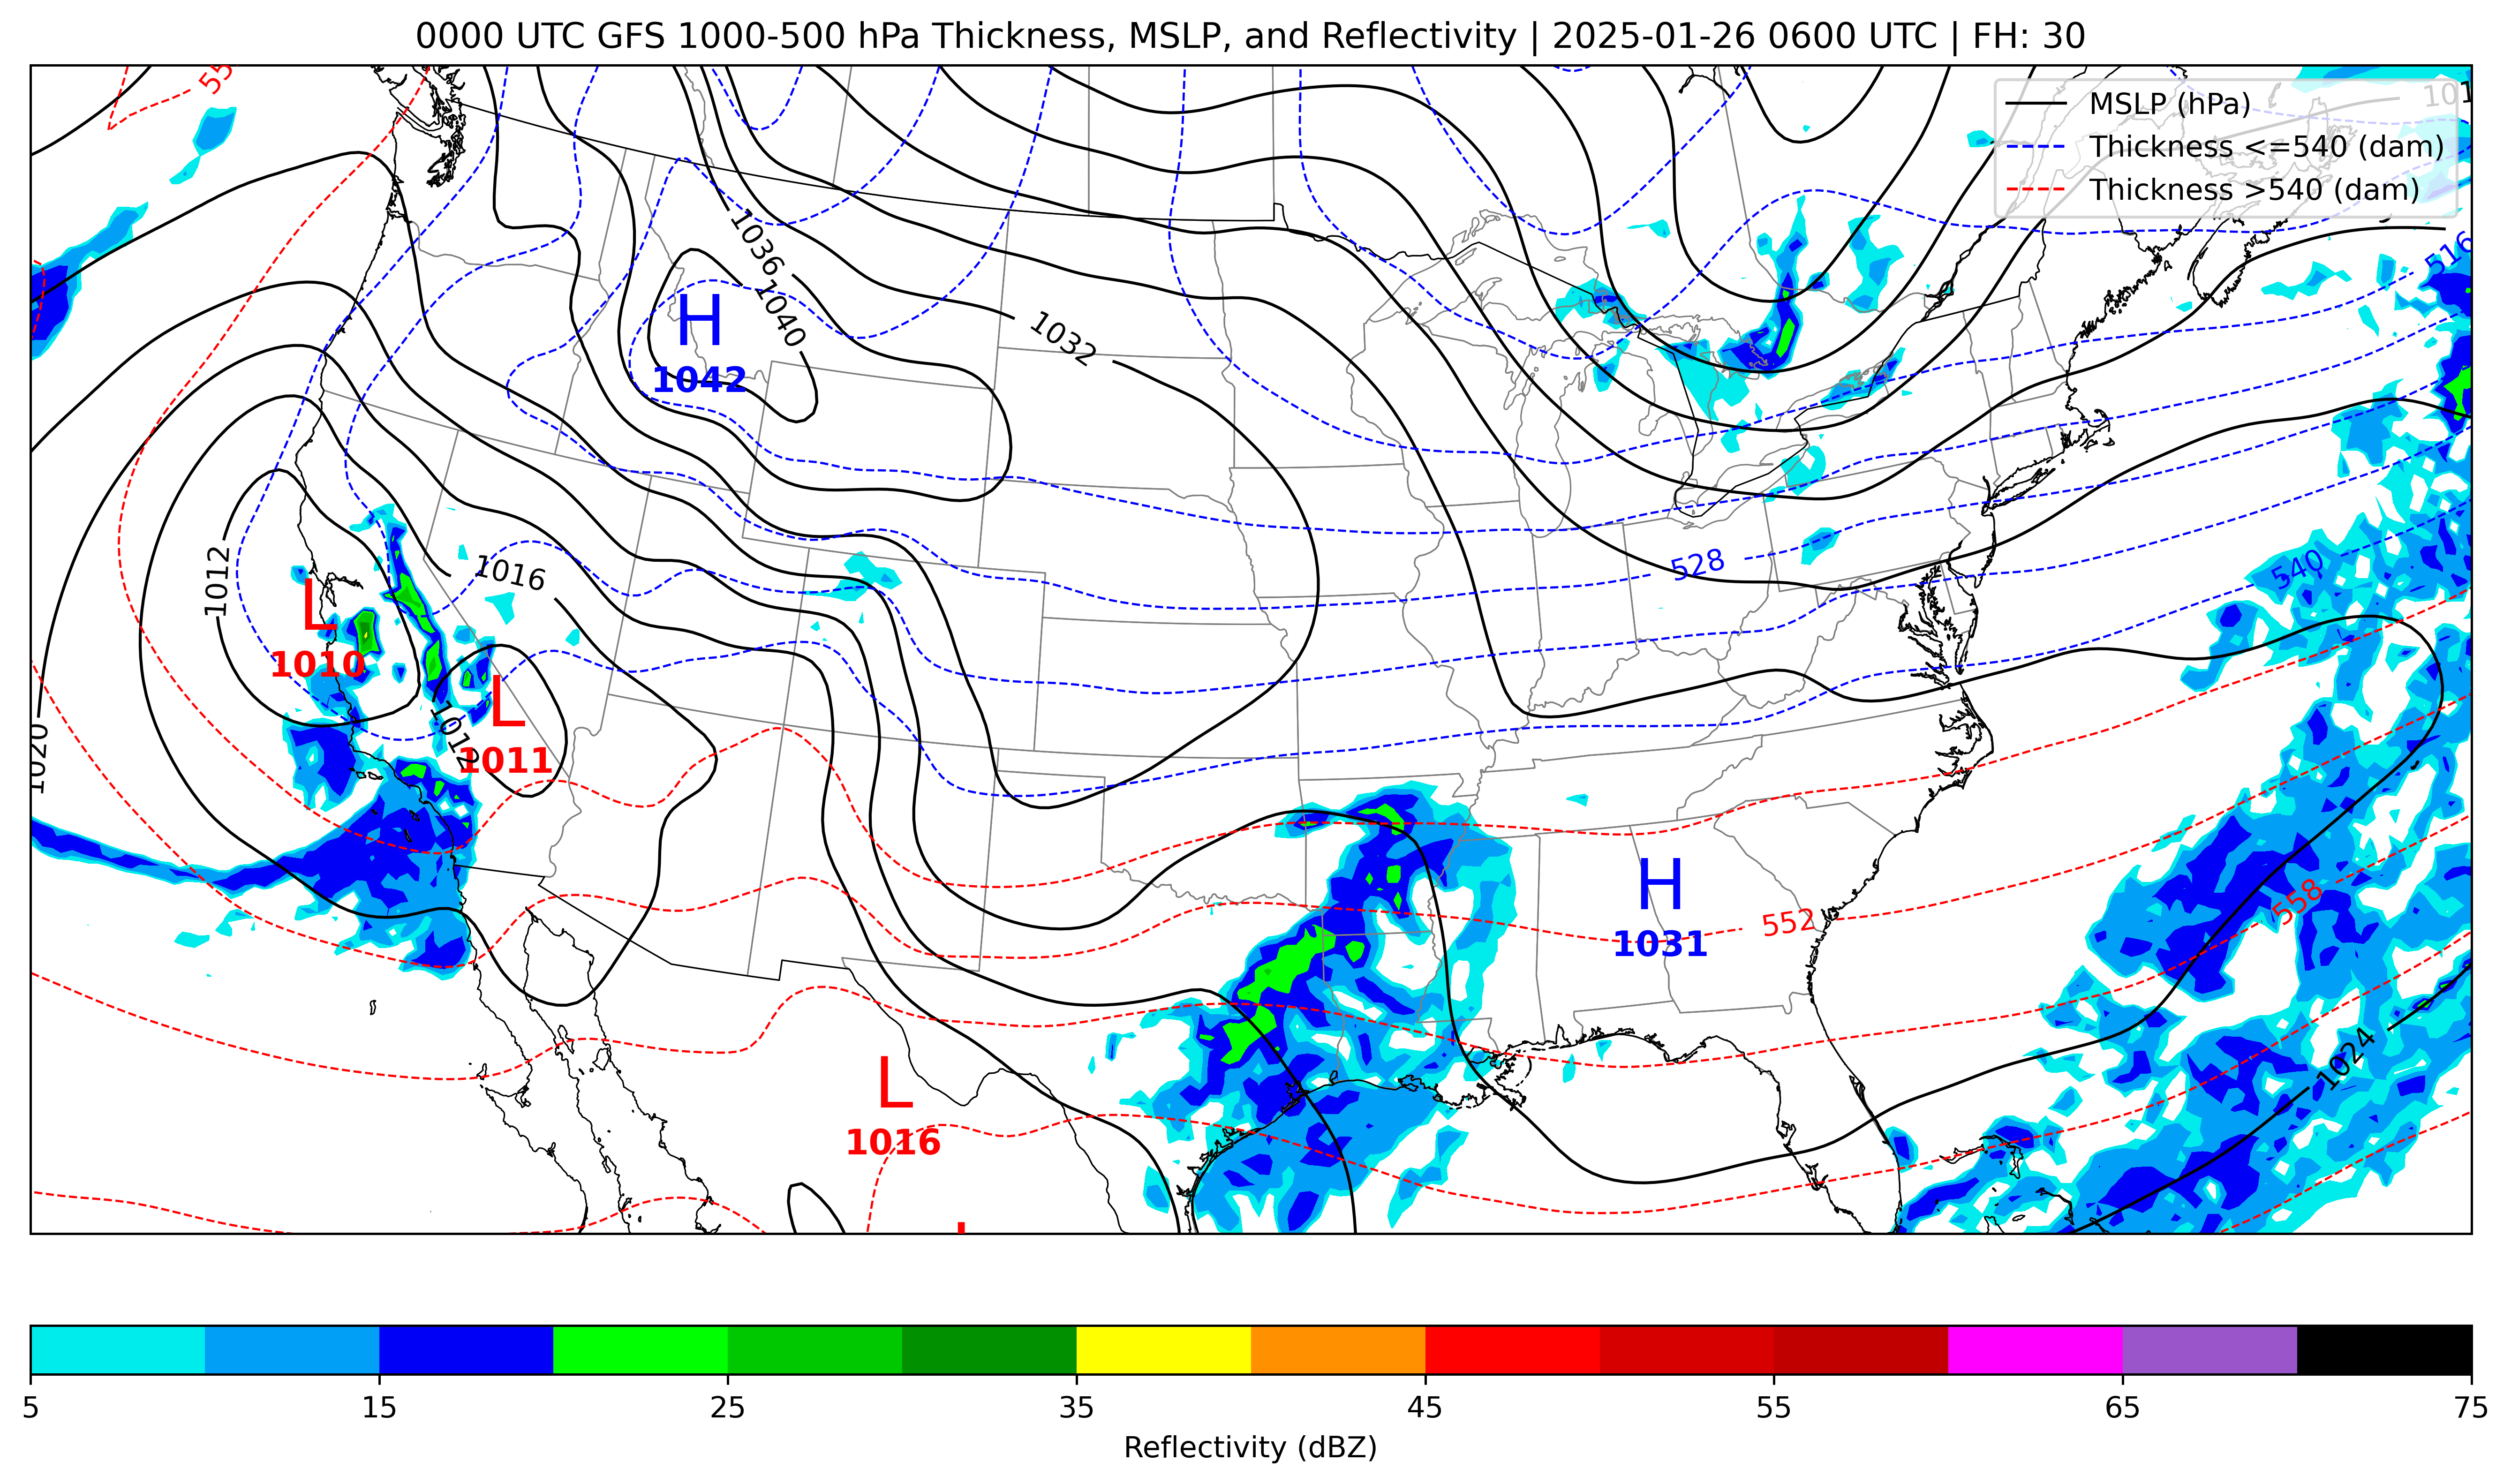 0000 UTC GFS 1000-500 hPa Thickness, MSLP, and Reflectivity | 2025-01-26 0600 UTC | FH: 30
MSLP (hPa)
Thickness <=540 (dam)
Thickness >540 (dam)
516
1036
1040
1032
H
1042
1012
1016
528
540
L
1010
L
1011
1012
1020
H
1031
552
558
1024
L
1016
5 15 25 35 45 55 65 75
Reflectivity (dBZ)